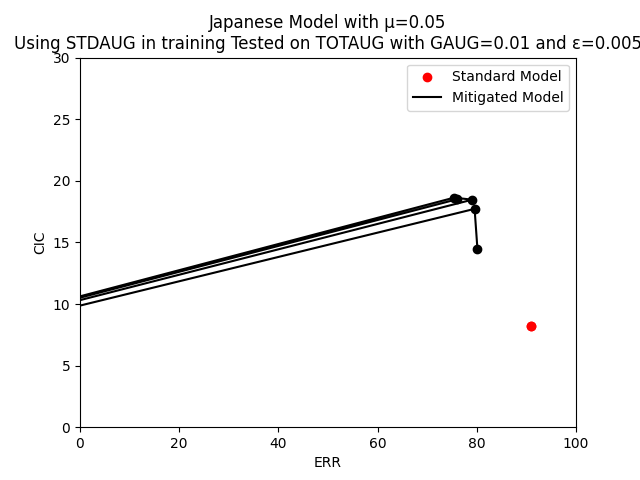 Japanese Model with μ=0.05
Using STDAUG in training Tested on TOTAUG with GAUG=0.01 and ε=0.005
Standard Model
Mitigated Model
30
25
20
15
10
5
0
CIC
0 20 40 60 80 100
ERR